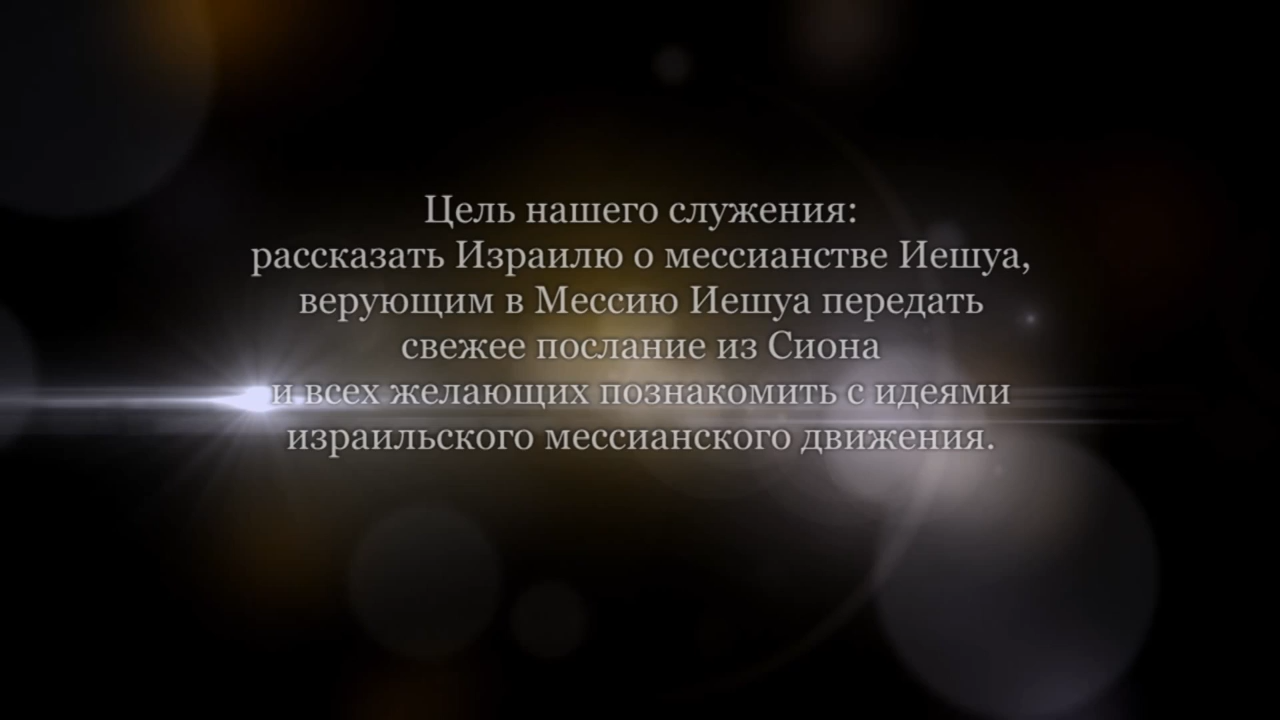 Цель нашего служения:
рассказать Израилю о мессианстве Иешуа,
верующим в Мессию Иешуа передать
свежее послание из Сиона
и всех желающих познакомить с идеями
израильского мессианского движения.